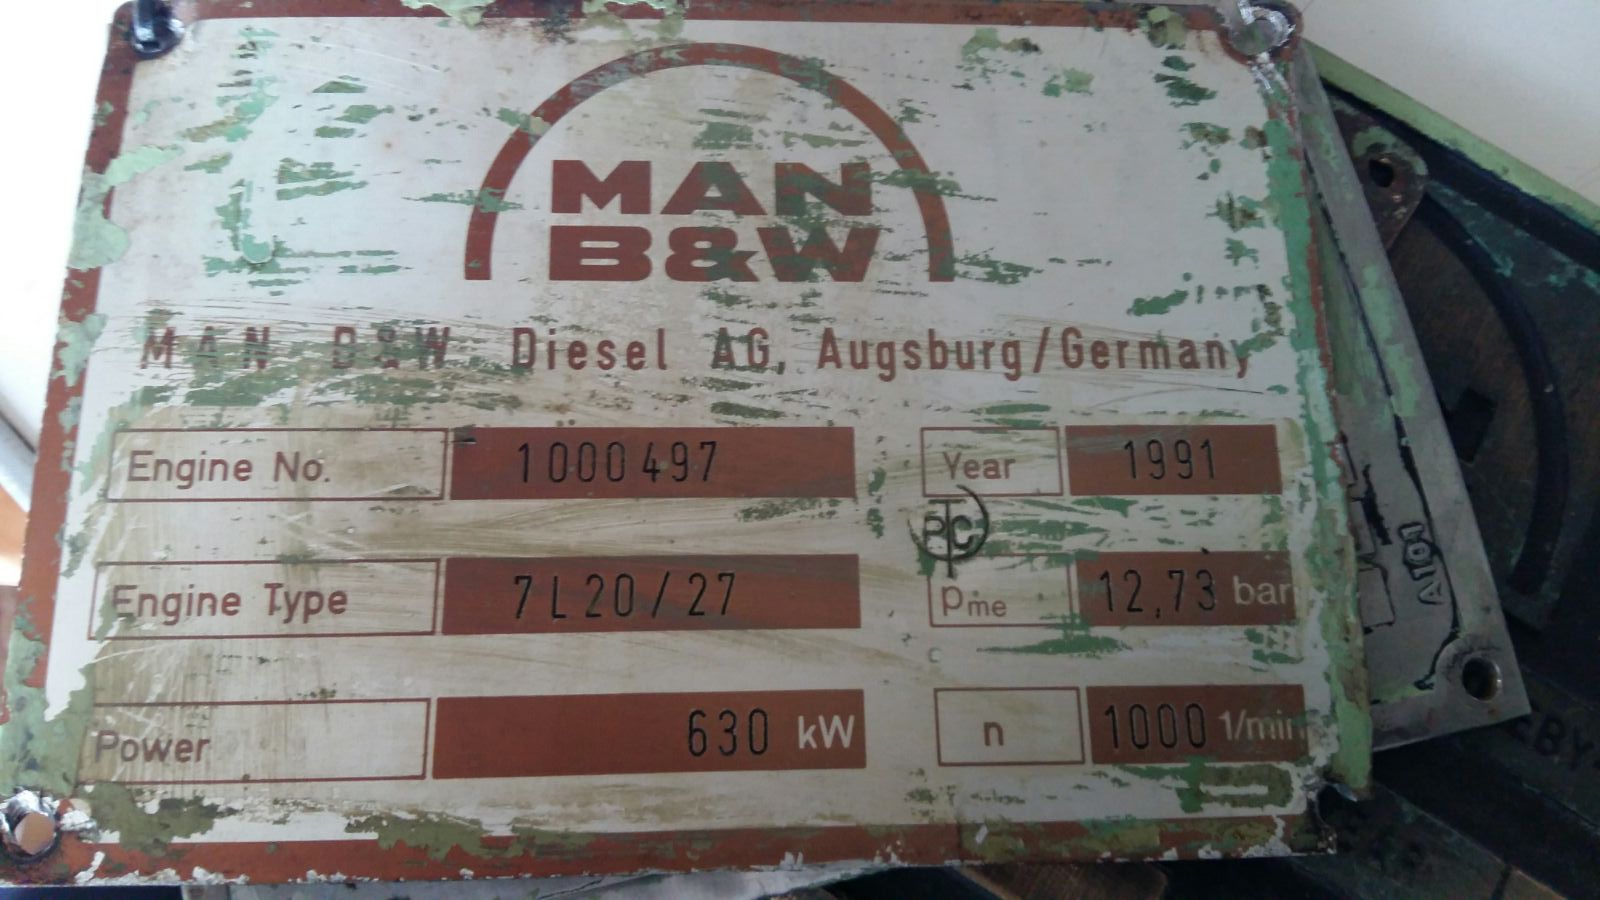 MAN
B&W
MAN B&W Diesel AG, Augsburg/Germany
Engine No. 1000497 Year 1991
PTC
Engine Type 7L20/27 Pme 12,73 bar
Power 630 kW n 1000 1/min
A101